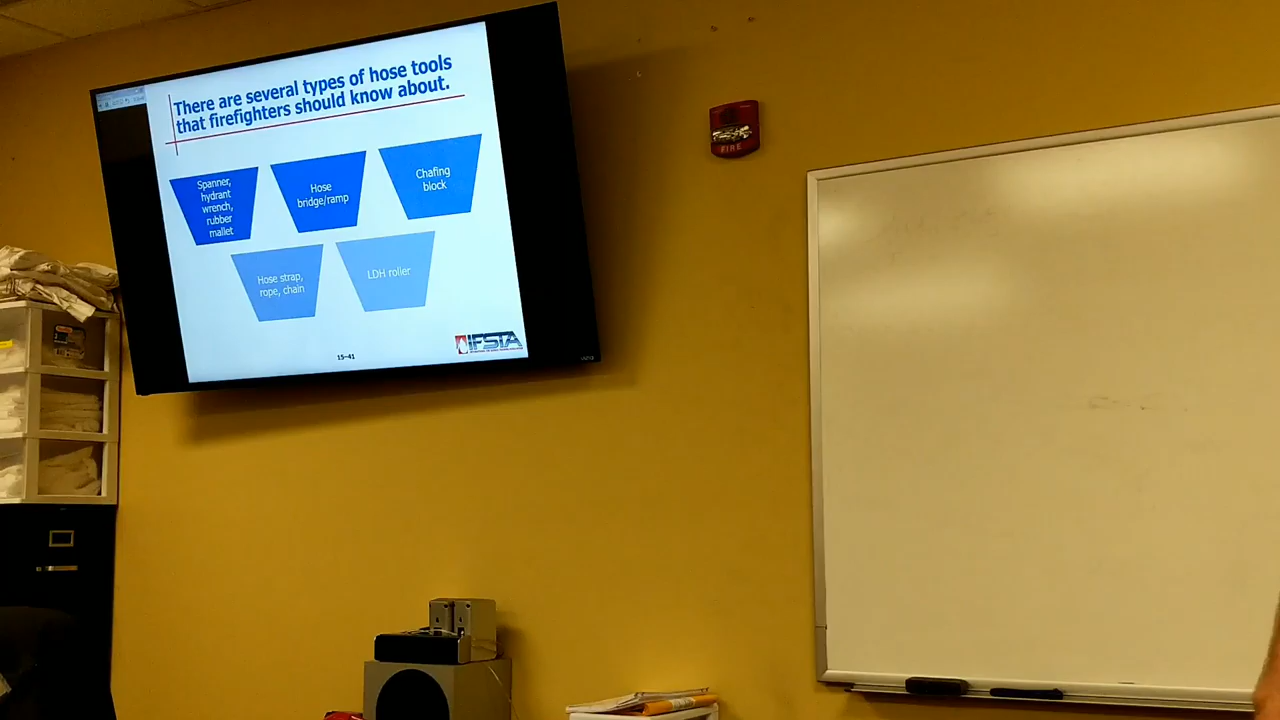 There are several types of hose tools
that firefighters should know about.
Spanner,
hydrant
wrench,
rubber
mallet
Hose
bridge/ramp
Chafing
block
Hose strap,
rope, chain
LDH roller
15-41
IFSTA
FIRE